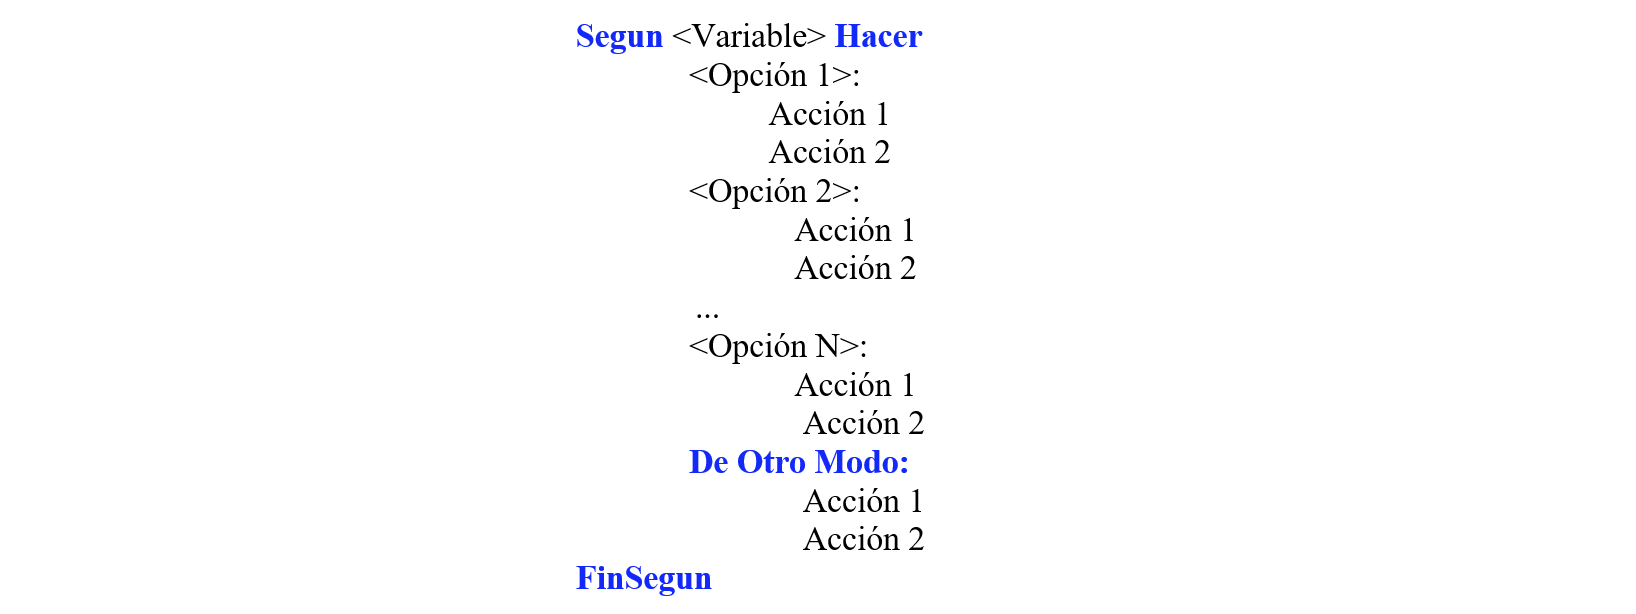 Segun <Variable> Hacer
<Opción 1>:
Acción 1
Acción 2
<Opción 2>:
Acción 1
Acción 2
...
<Opción N>:
Acción 1
Acción 2
De Otro Modo:
Acción 1
Acción 2
FinSegun